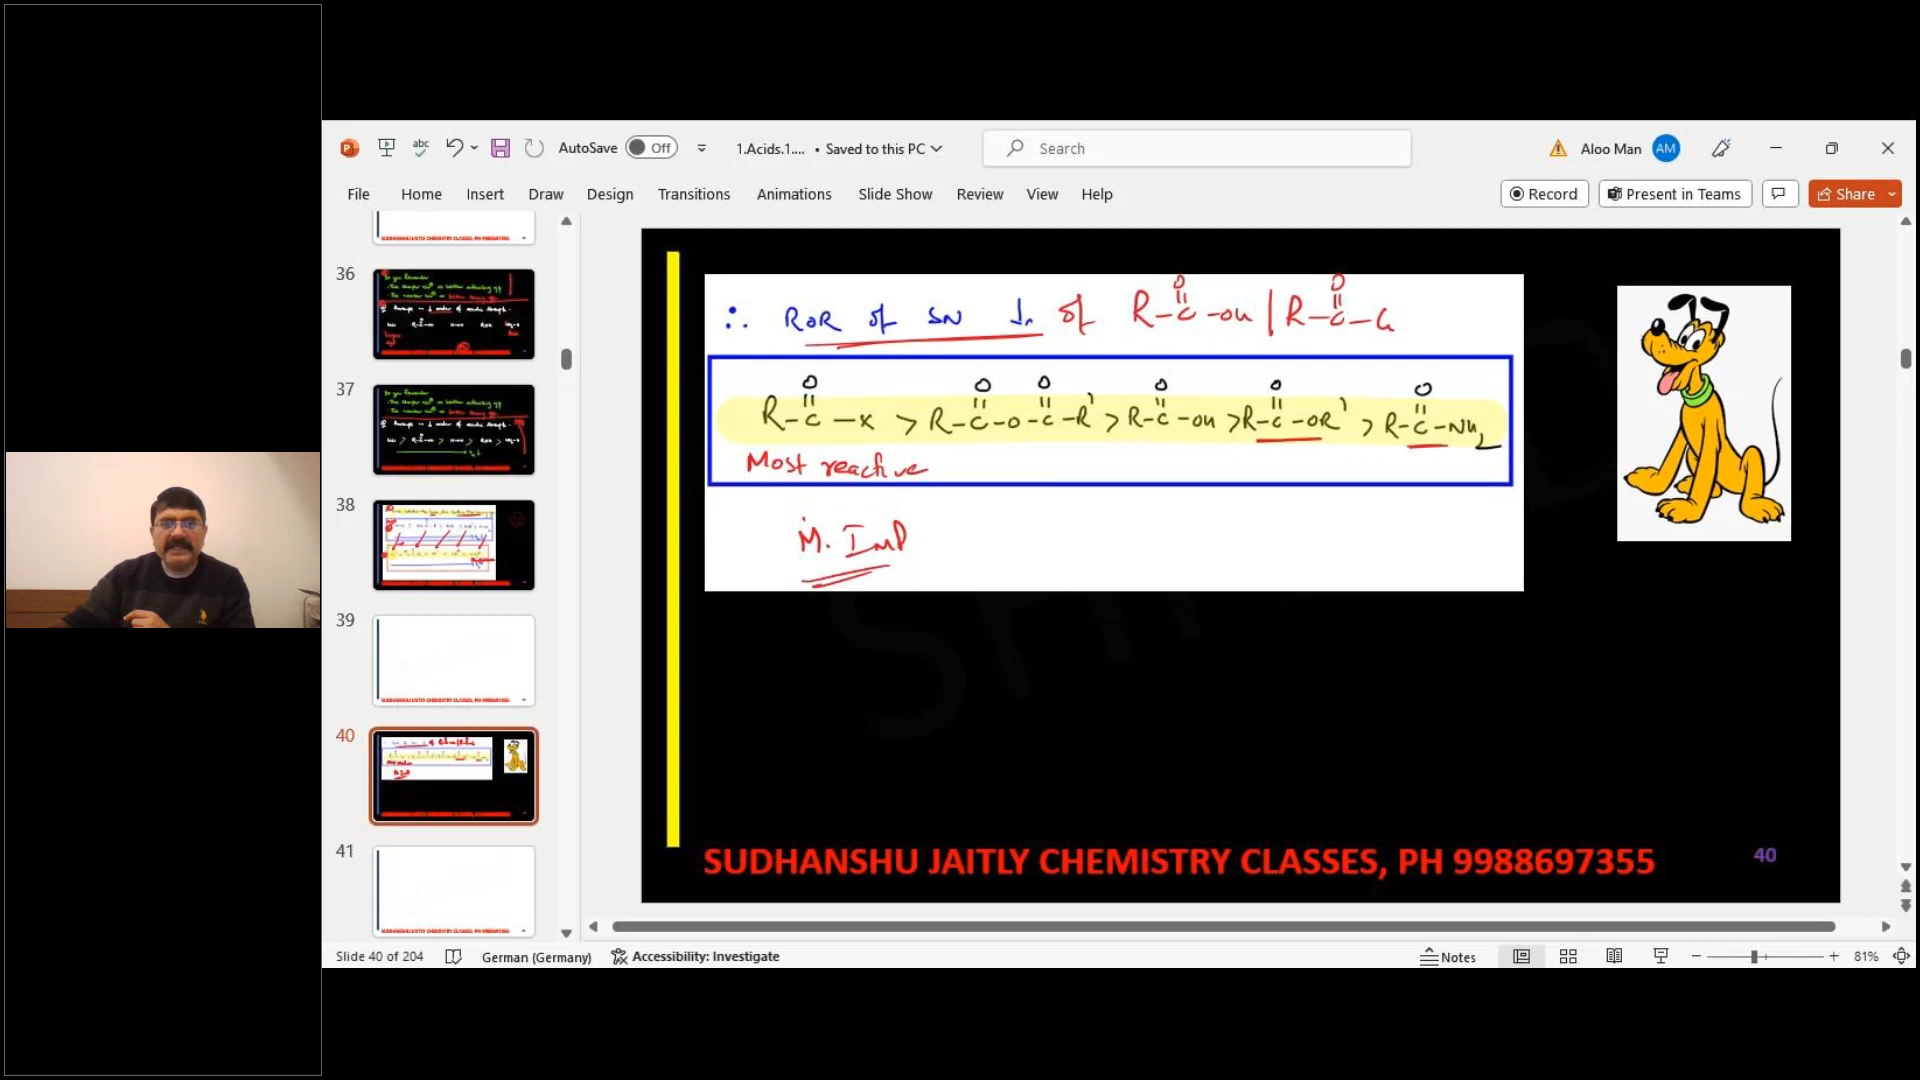 AutoSave Off 1.Acids.1.... • Saved to this PC Search Aloo Man AM
File Home Insert Draw Design Transitions Animations Slide Show Review View Help Record Present in Teams Share
36
37
38
39
40
41
∴ ROR of SN In of R-C(=O)-OH | R-C(=O)-G
R-C(=O)-X > R-C(=O)-O-C(=O)-R' > R-C(=O)-OH > R-C(=O)-OR' > R-C(=O)-NH2
Most reactive
M. Imp
SUDHANSHU JAITLY CHEMISTRY CLASSES, PH 9988697355 40
Slide 40 of 204 German (Germany) Accessibility: Investigate Notes 81%